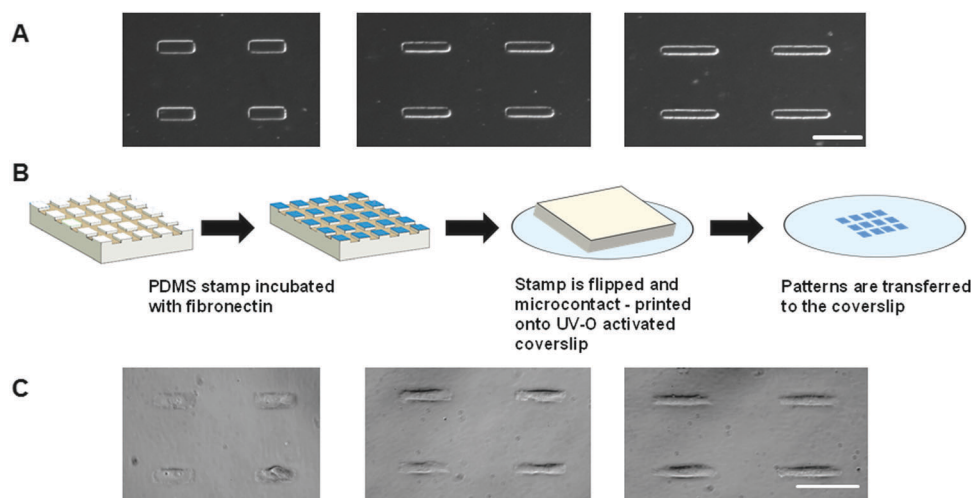 A
B
PDMS stamp incubated
with fibronectin
Stamp is flipped and
microcontact - printed
onto UV-O activated
coverslip
Patterns are transferred
to the coverslip
C